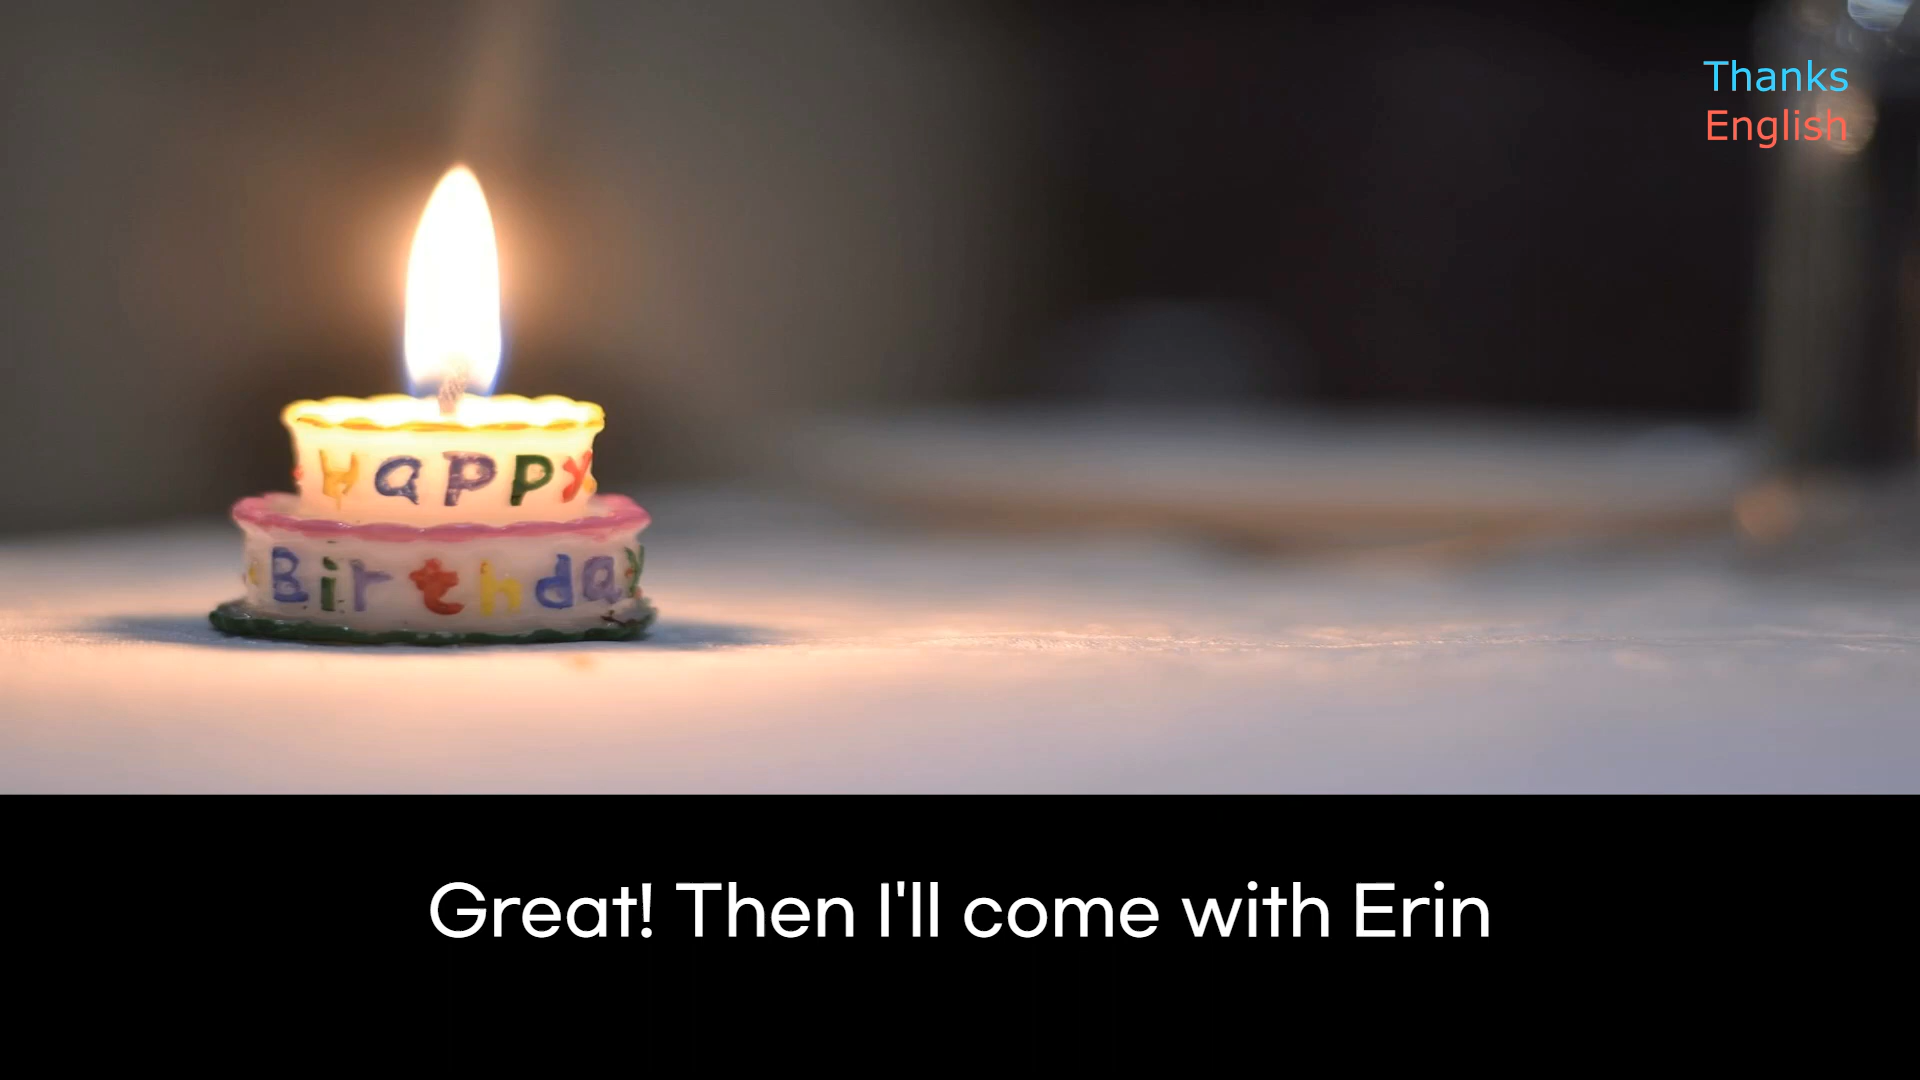 Thanks
English
Happy
Birthday
Great! Then I'll come with Erin